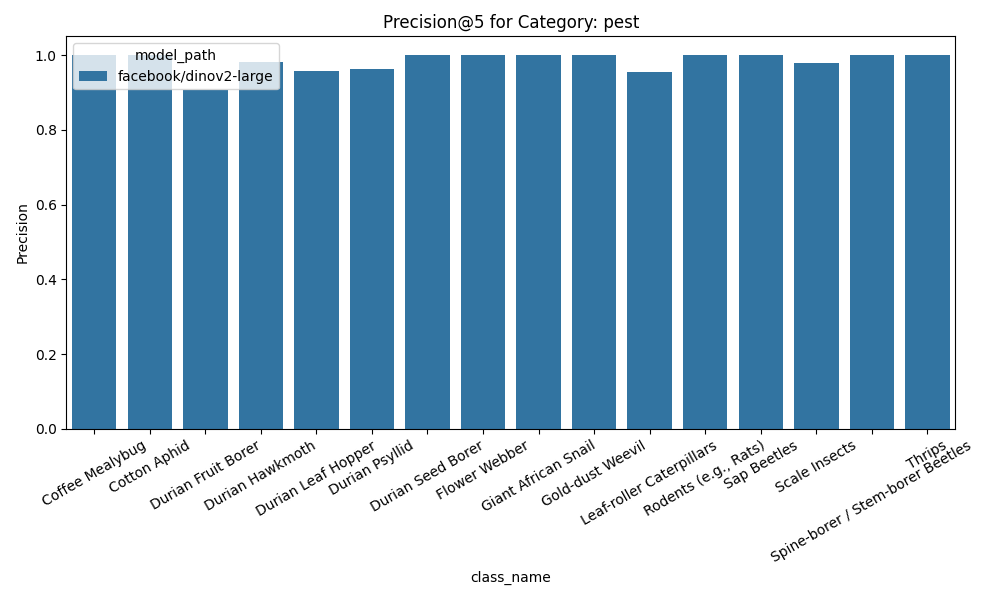 Precision@5 for Category: pest
model_path
facebook/dinov2-large
Precision
1.0
0.8
0.6
0.4
0.2
0.0
Coffee Mealybug
Cotton Aphid
Durian Fruit Borer
Durian Hawkmoth
Durian Leaf Hopper
Durian Psyllid
Durian Seed Borer
Flower Webber
Giant African Snail
Gold-dust Weevil
Leaf-roller Caterpillars
Rodents (e.g., Rats)
Sap Beetles
Scale Insects
Spine-borer / Stem-borer Beetles
Thrips
class_name